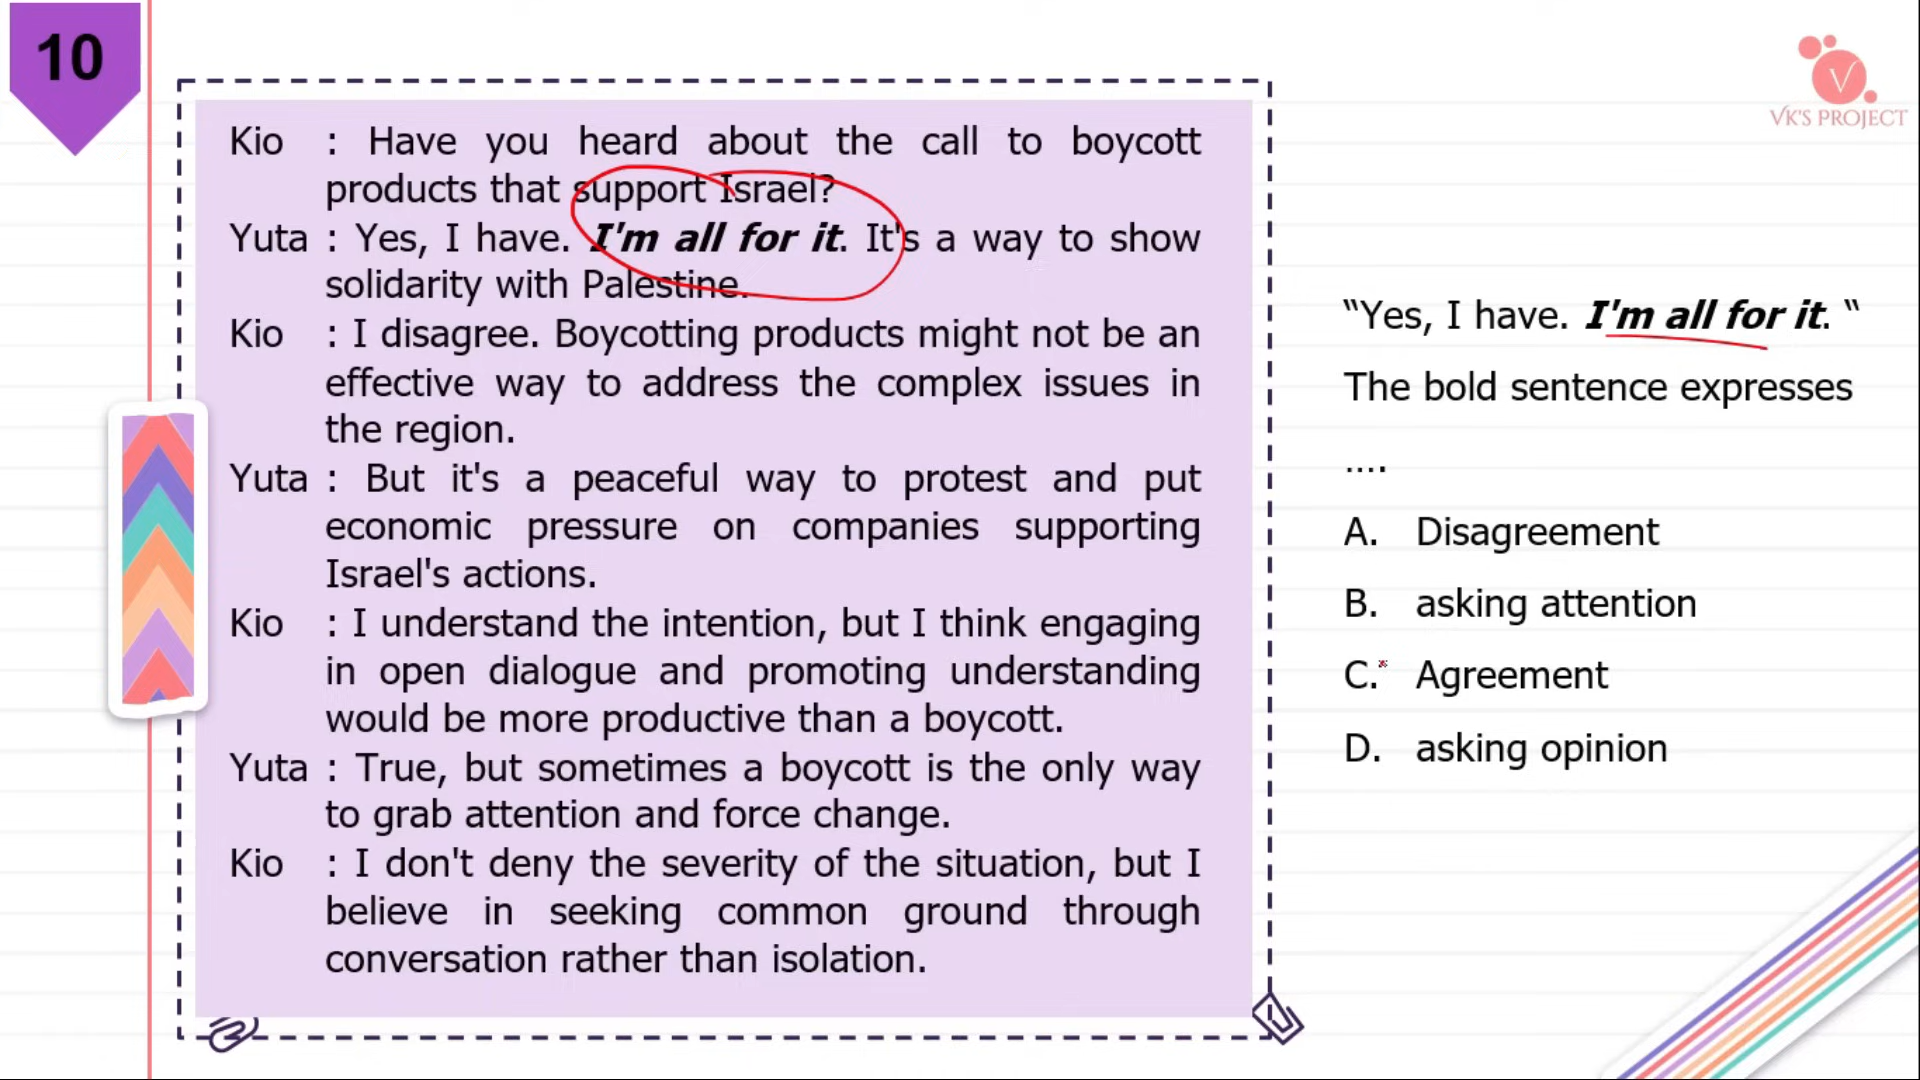 10
V
VK'S PROJECT
Kio : Have you heard about the call to boycott
products that support Israel?
Yuta : Yes, I have. I'm all for it. It's a way to show
solidarity with Palestine.
Kio : I disagree. Boycotting products might not be an
effective way to address the complex issues in
the region.
Yuta : But it's a peaceful way to protest and put
economic pressure on companies supporting
Israel's actions.
Kio : I understand the intention, but I think engaging
in open dialogue and promoting understanding
would be more productive than a boycott.
Yuta : True, but sometimes a boycott is the only way
to grab attention and force change.
Kio : I don't deny the severity of the situation, but I
believe in seeking common ground through
conversation rather than isolation.
“Yes, I have. I'm all for it. “
The bold sentence expresses
....
A. Disagreement
B. asking attention
C. Agreement
D. asking opinion